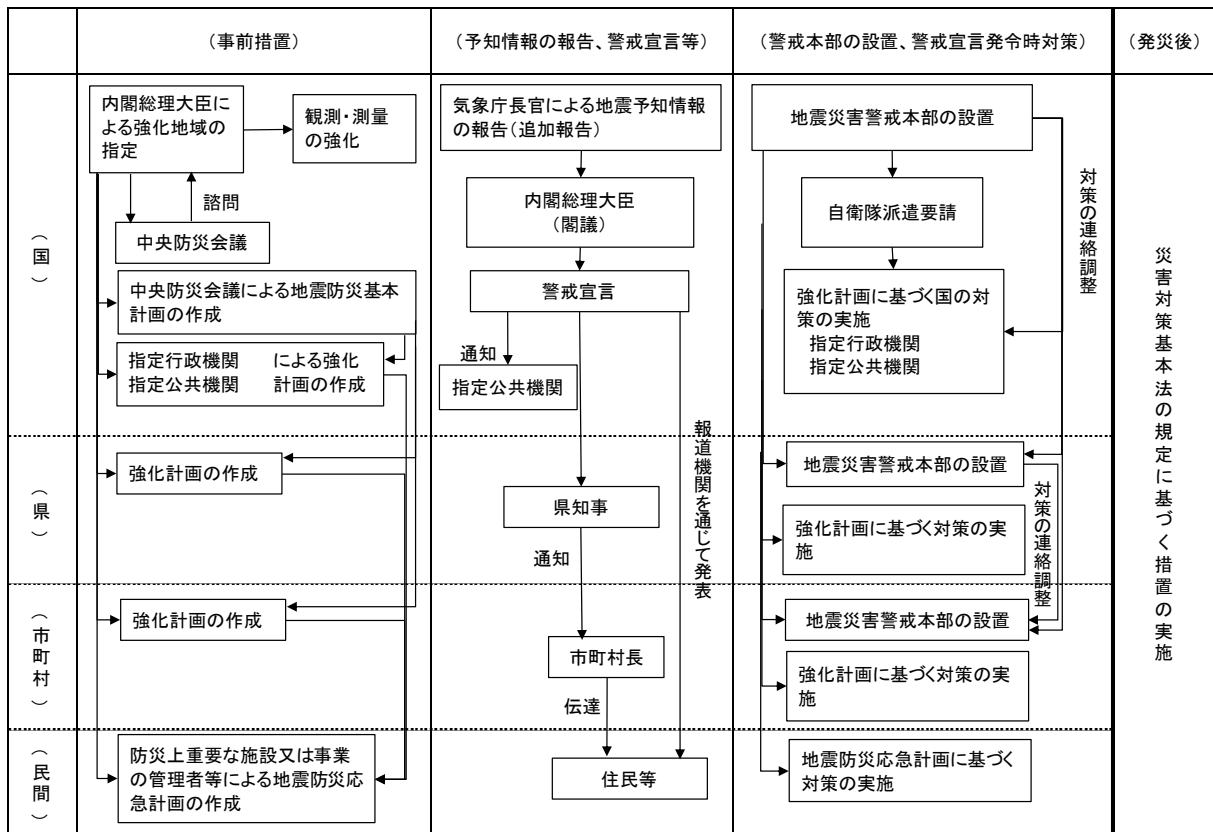 （事前措置）
（予知情報の報告、警戒宣言等）
（警戒本部の設置、警戒宣言発令時対策）
（発災後）
（国）
内閣総理大臣に
よる強化地域の
指定
観測・測量
の強化
諮問
中央防災会議
中央防災会議による地震防災基本
計画の作成
指定行政機関　　による強化
指定公共機関　　計画の作成
気象庁長官による地震予知情報
の報告（追加報告）
内閣総理大臣
（閣議）
警戒宣言
通知
指定公共機関
報道機関を通じて発表
地震災害警戒本部の設置
自衛隊派遣要請
強化計画に基づく国の対
策の実施
指定行政機関
指定公共機関
対策の連絡調整
（県）
強化計画の作成
県知事
通知
地震災害警戒本部の設置
強化計画に基づく対策の実
施
対策の連絡調整
（市町村）
強化計画の作成
市町村長
伝達
地震災害警戒本部の設置
強化計画に基づく対策の実
施
（民間）
防災上重要な施設又は事業
の管理者等による地震防災応
急計画の作成
住民等
地震防災応急計画に基づく
対策の実施
災害対策基本法の規定に基づく措置の実施